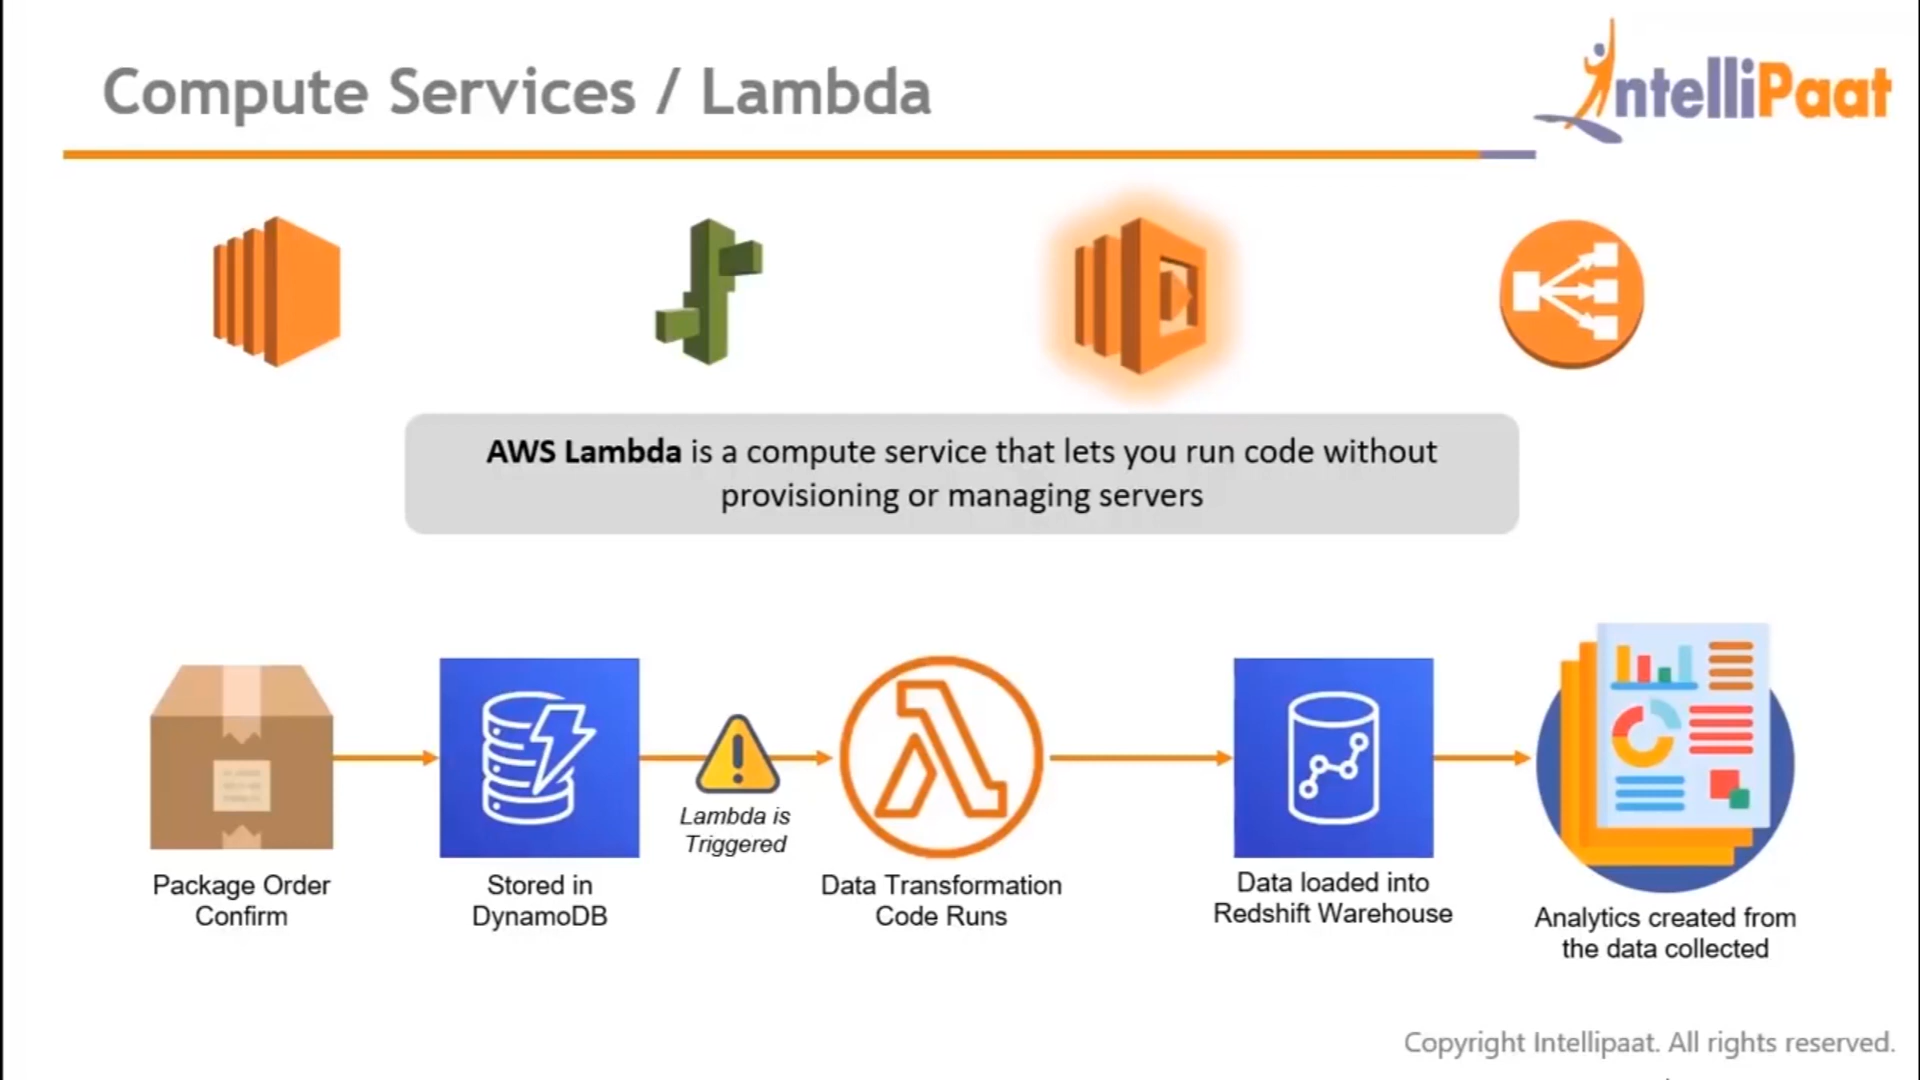 Compute Services / Lambda
IntelliPaat
AWS Lambda is a compute service that lets you run code without
provisioning or managing servers
Lambda is
Triggered
Package Order
Confirm
Stored in
DynamoDB
Data Transformation
Code Runs
Data loaded into
Redshift Warehouse
Analytics created from
the data collected
Copyright Intellipaat. All rights reserved.